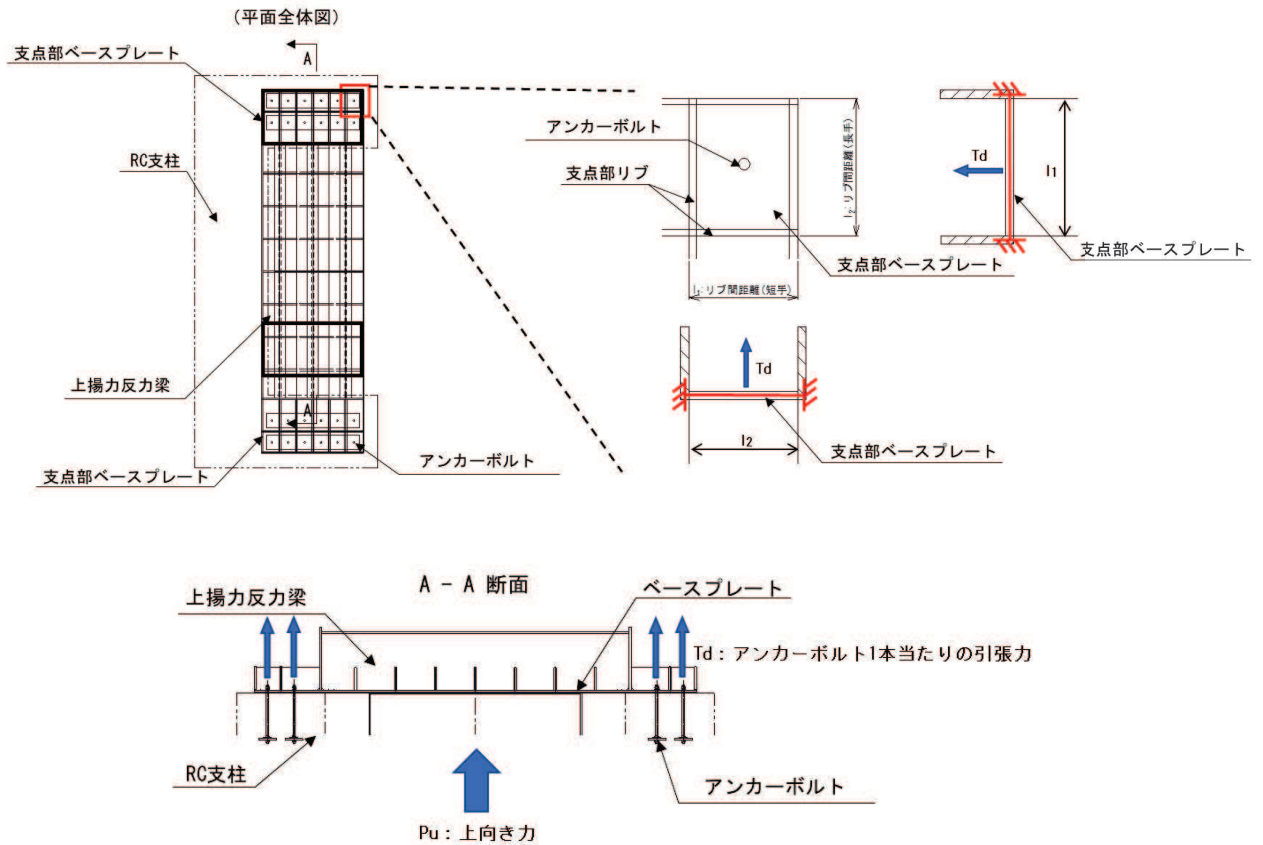 (平面全体図)
支点部ベースプレート
A
RC支柱
上揚力反力梁
A
支点部ベースプレート
アンカーボルト
アンカーボルト
支点部リブ
l₂:リブ間距離(長手)
支点部ベースプレート
l₁:リブ間距離(短手)
Td
l1
支点部ベースプレート
Td
l2
支点部ベースプレート
A - A 断面
上揚力反力梁
ベースプレート
Td:アンカーボルト1本当たりの引張力
RC支柱
アンカーボルト
Pu:上向き力